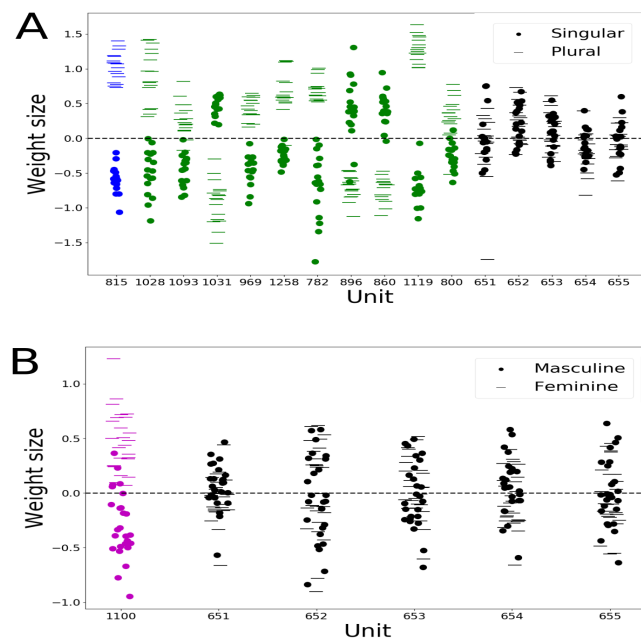 A
Weight size
1.5
1.0
0.5
0.0
−0.5
−1.0
−1.5
Singular
Plural
815 1028 1093 1031 969 1258 782 896 860 1119 800 651 652 653 654 655
Unit
B
Weight size
1.0
0.5
0.0
−0.5
−1.0
Masculine
Feminine
1100 651 652 653 654 655
Unit